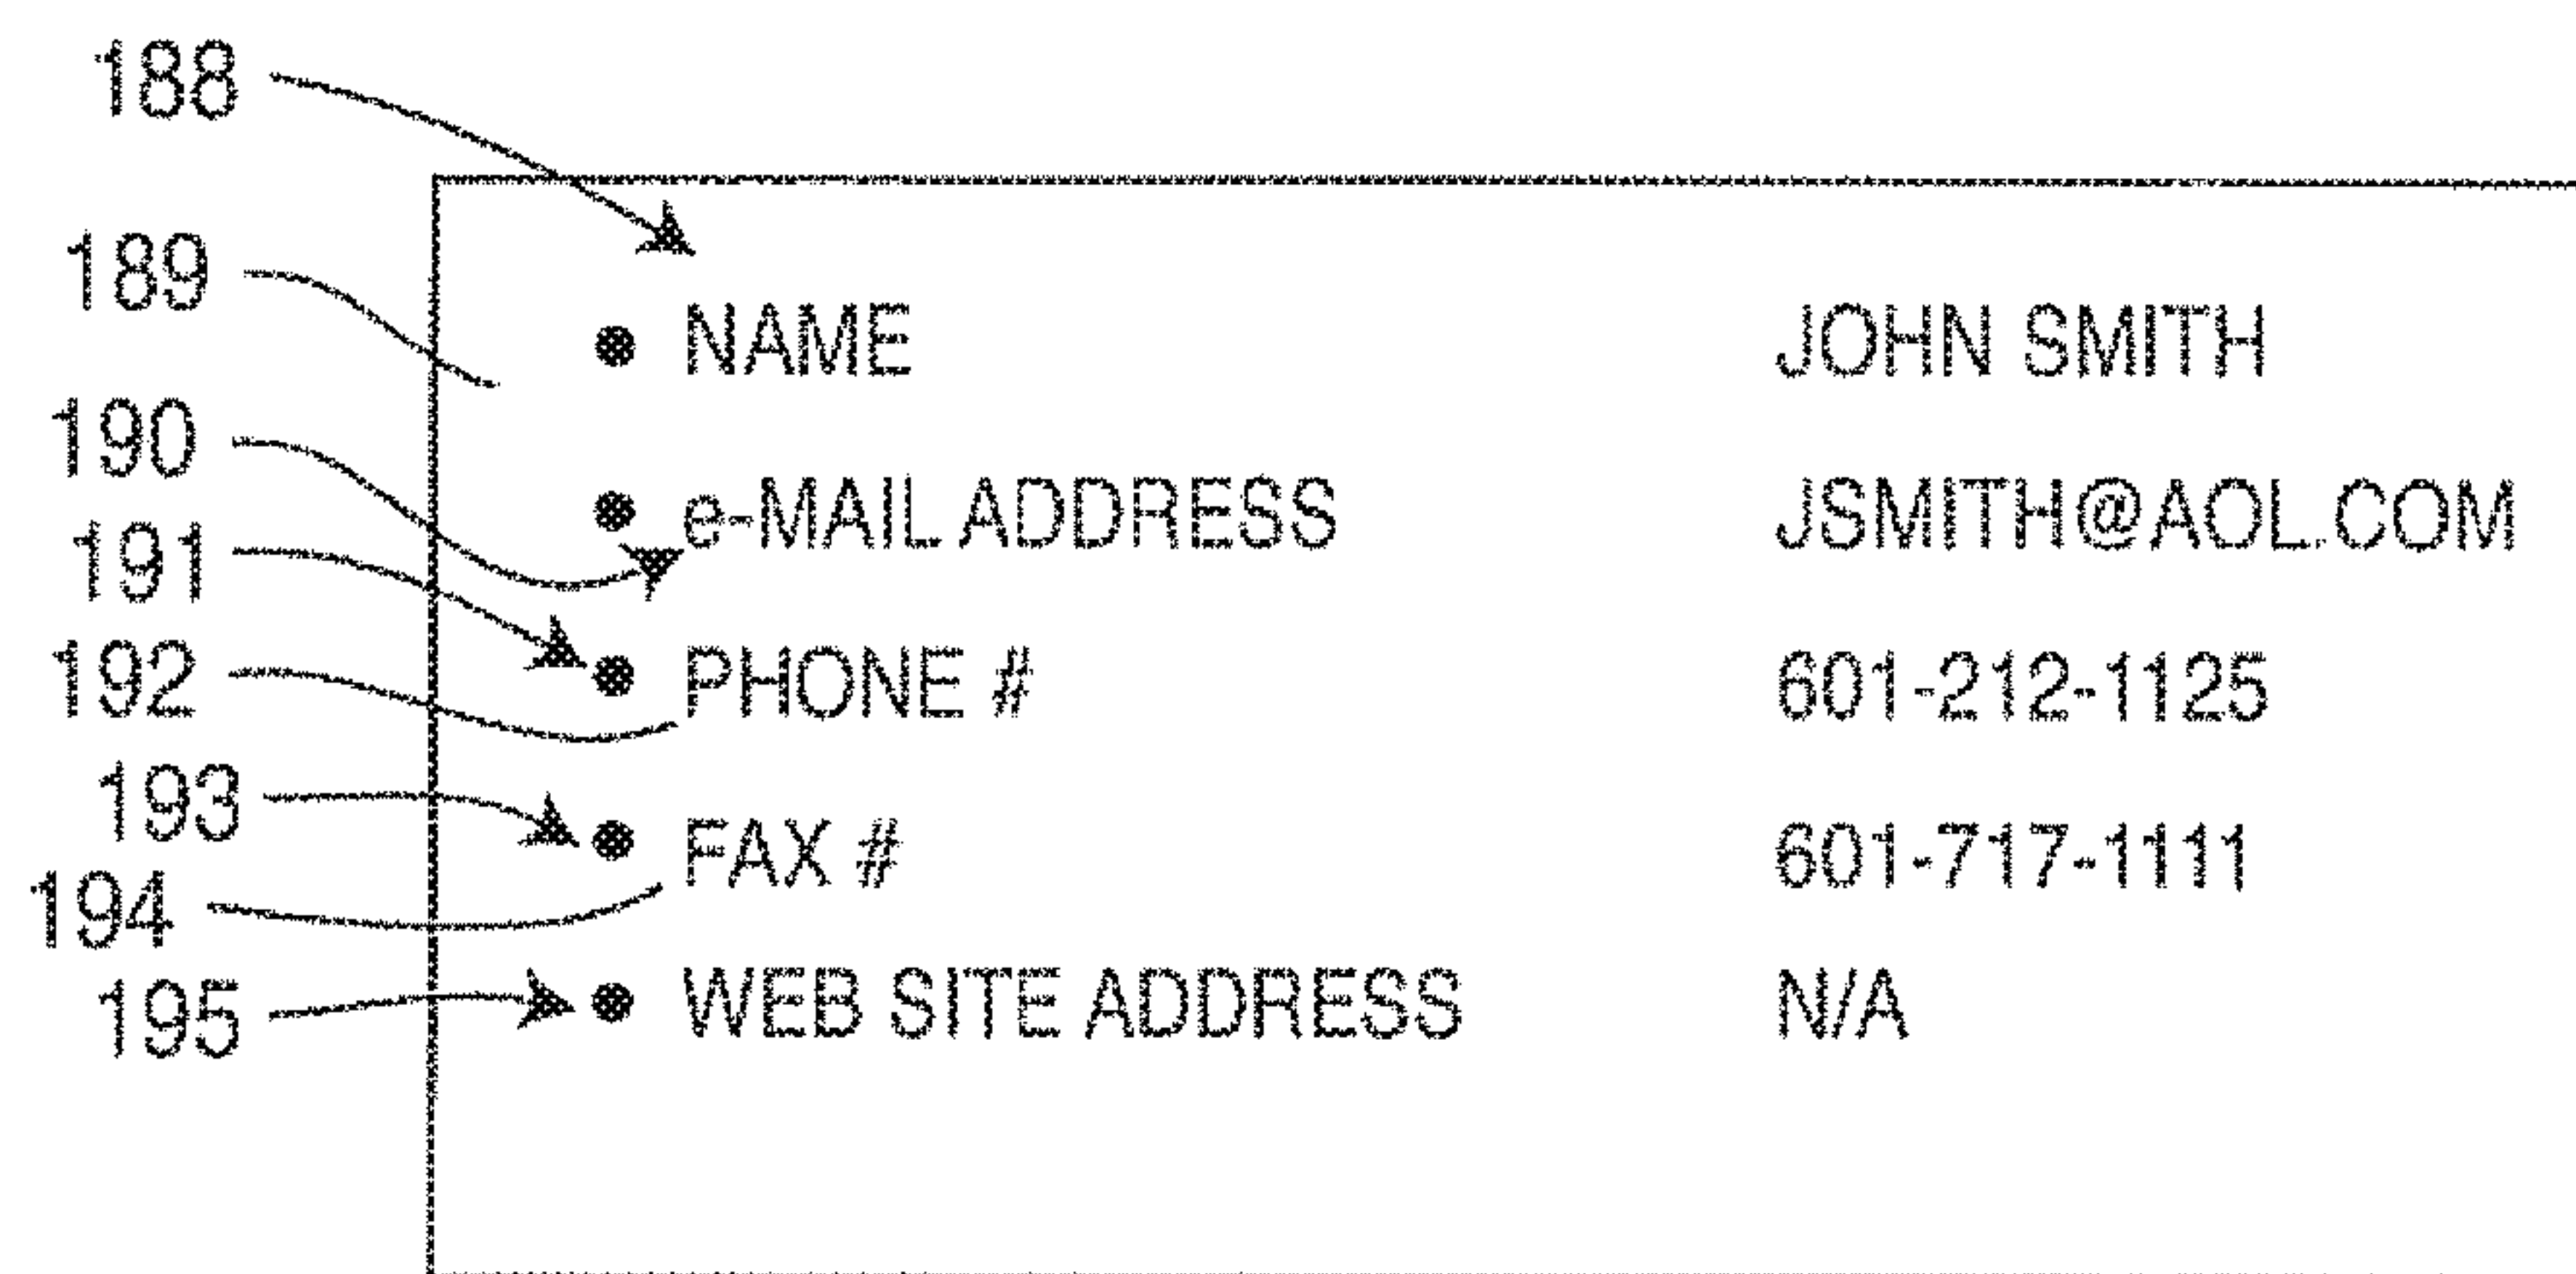 188
189
● NAME JOHN SMITH
190
● e-MAIL ADDRESS JSMITH@AOL.COM
191
192 ● PHONE # 601-212-1125
193
● FAX # 601-717-1111
194
195 ● WEB SITE ADDRESS N/A